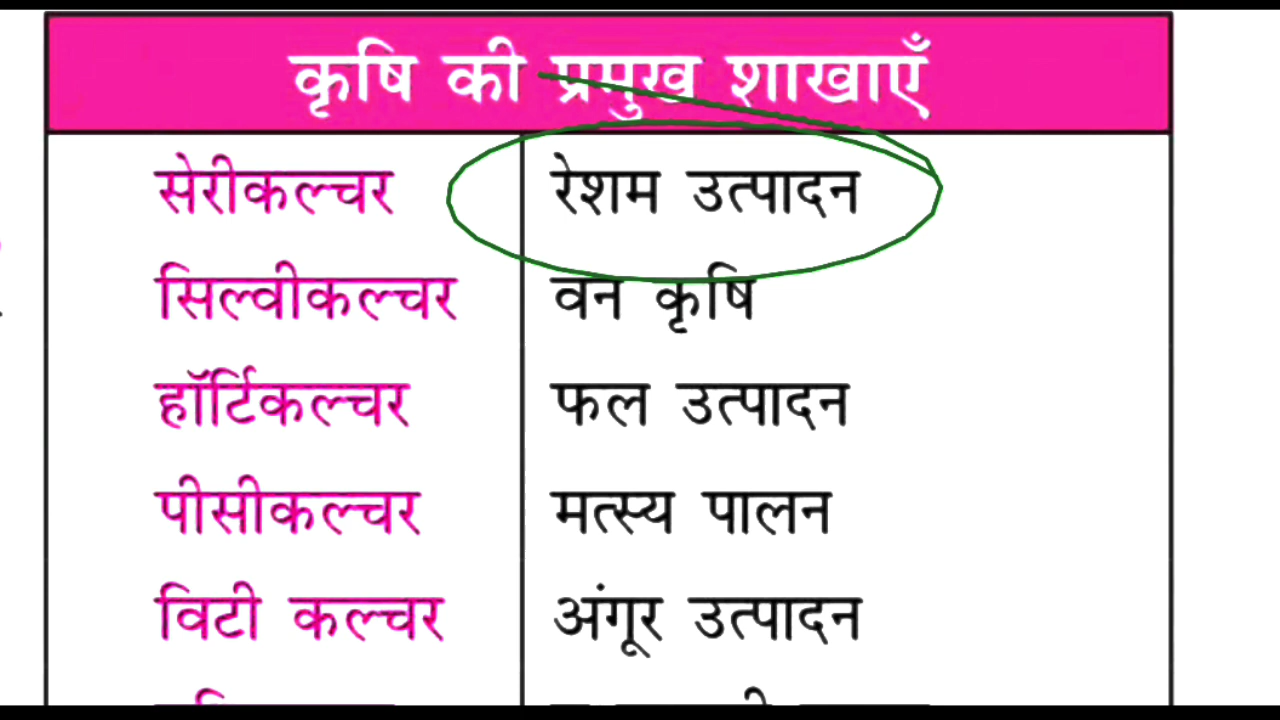 कृषि की प्रमुख शाखाएँ
सेरीकल्चर रेशम उत्पादन
सिल्वीकल्चर वन कृषि
हॉर्टिकल्चर फल उत्पादन
पीसीकल्चर मत्स्य पालन
विटी कल्चर अंगूर उत्पादन